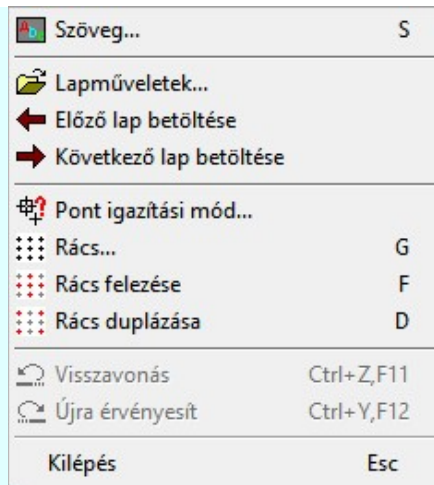 Szöveg... S
Lapműveletek...
Előző lap betöltése
Következő lap betöltése
Pont igazítási mód...
Rács... G
Rács felezése F
Rács duplázása D
Visszavonás Ctrl+Z,F11
Újra érvényesít Ctrl+Y,F12
Kilépés Esc